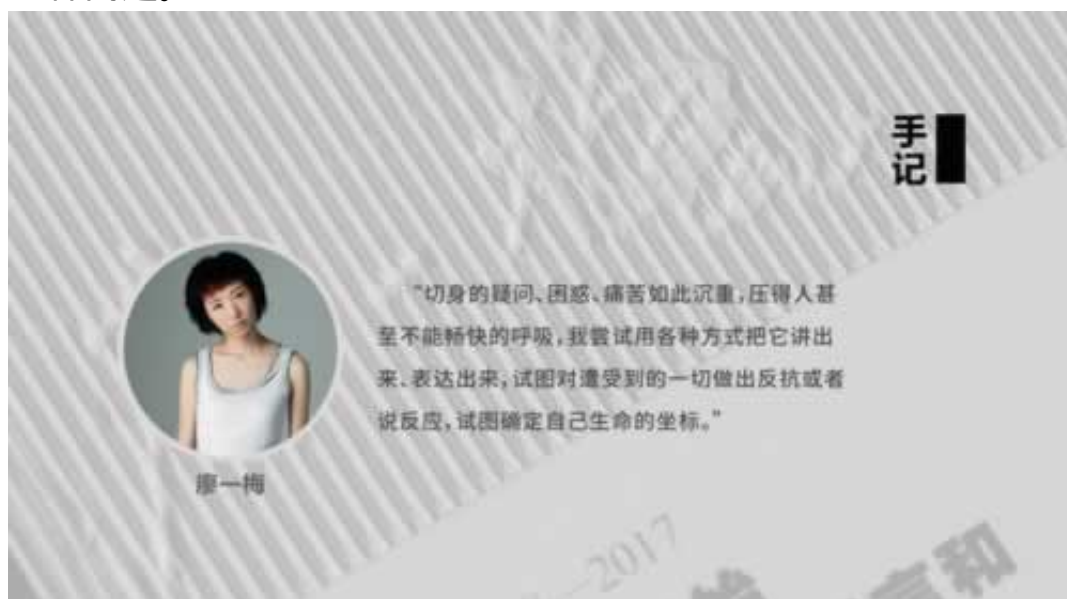 手记
“切身的疑问、困惑、痛苦如此沉重，压得人甚
至不能畅快的呼吸，我尝试用各种方式把它讲出
来、表达出来，试图对遭受到的一切做出反抗或者
说反应，试图确定自己生命的坐标。”
廖一梅
—2017